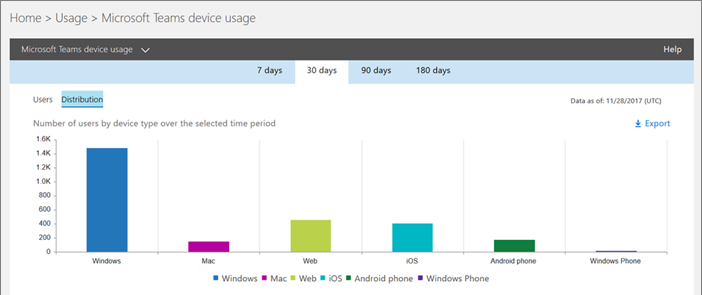 Home > Usage > Microsoft Teams device usage
Microsoft Teams device usage Help
7 days 30 days 90 days 180 days
Users Distribution Data as of: 11/28/2017 (UTC)
Number of users by device type over the selected time period Export
1.6K
1.4K
1.2K
1.0K
800
600
400
200
0
Windows Mac Web iOS Android phone Windows Phone
Windows Mac Web iOS Android phone Windows Phone